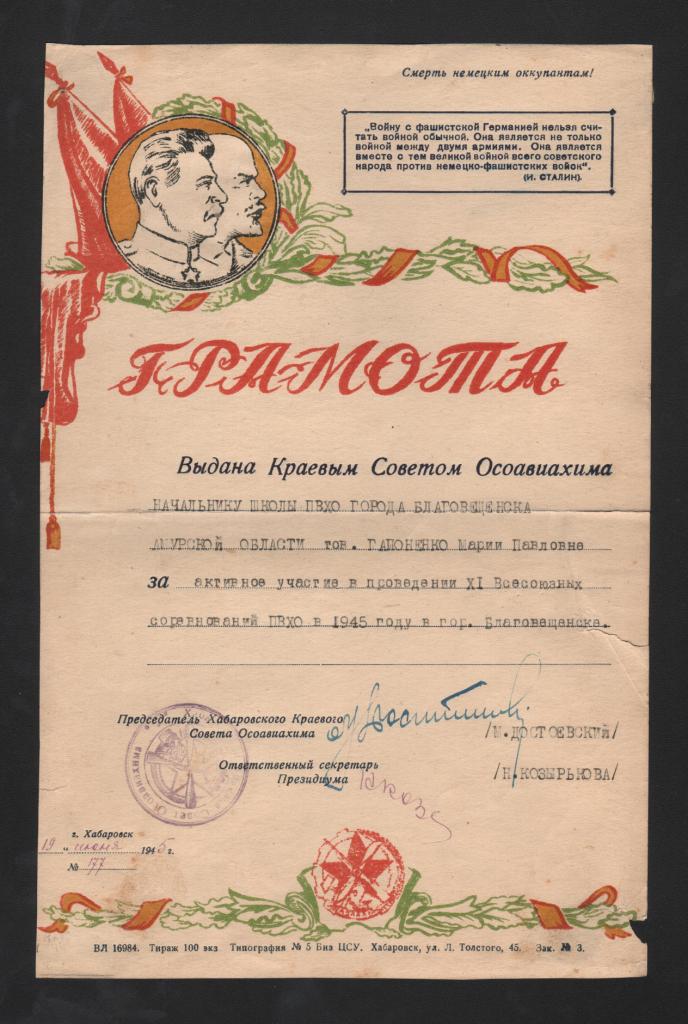 Смерть немецким оккупантам!
„Войну с фашистской Германией нельзя счи-
тать войной обычной. Она является не только
войной между двумя армиями. Она является
вместе с тем великой войной всего советского
народа против немецко-фашистских войск".
(И. СТАЛИН).
ГРАМОТА
Выдана Краевым Советом Осоавиахима
НАЧАЛЬНИКУ ШКОЛЫ ПВХО ГОРОДА БЛАГОВЕЩЕНСКА
АМУРСКОЙ ОБЛАСТИ тов. ГАПОНЕНКО Марии Павловне
за активное участие в проведении XI Всесоюзных
соревнований ПВХО в 1945 году в гор. Благовещенске.
Председатель Хабаровского Краевого
Совета Осоавиахима /М.ДОСТОЕВСКИЙ/
Ответственный секретарь
Президиума /Н.КОЗЫРЬКОВА/
г. Хабаровск
19 „ июня 1945 г.
№ 177
ВЛ 16984. Тираж 100 экз Типография № 5 Биз ЦСУ. Хабаровск, ул. Л. Толстого, 45. Зак. № 3.